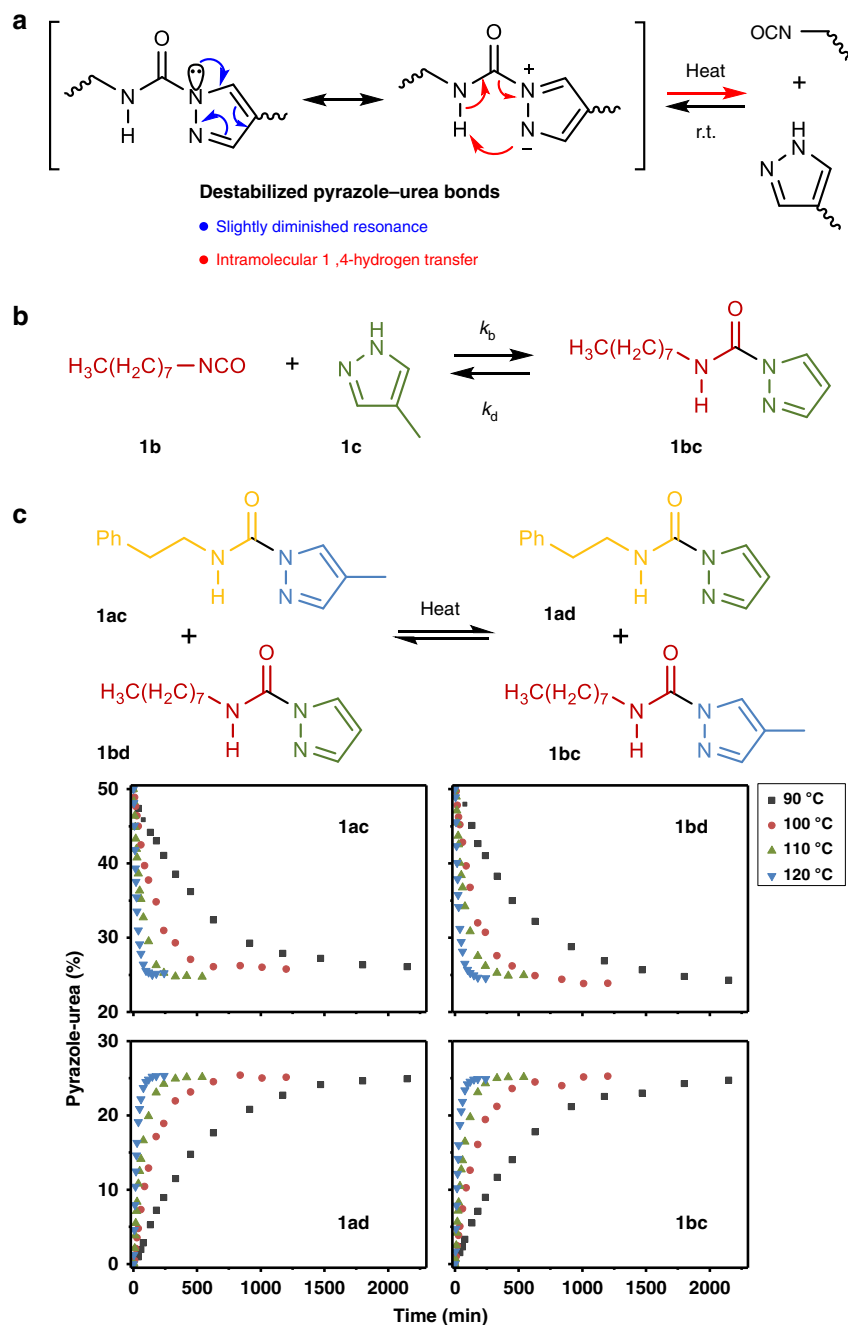 a
O
N
H
N
N
O
N
H
N
+
N
−
Heat
r.t.
OCN
+
H
N
N
Destabilized pyrazole–urea bonds
Slightly diminished resonance
Intramolecular 1 ,4-hydrogen transfer
b
H3C(H2C)7
NCO
+
H
N
N
kb
kd
H3C(H2C)7
O
N
H
N
N
1b
1c
1bc
c
Ph
O
N
H
N
N
1ac
+
H3C(H2C)7
O
N
H
N
N
1bd
Heat
Ph
O
N
H
N
N
1ad
+
H3C(H2C)7
O
N
H
N
N
1bc
50
40
30
20
1ac
1bd
90 °C
100 °C
110 °C
120 °C
Pyrazole-urea (%)
30
20
10
0
1ad
1bc
0 500 1000 1500 2000
0 500 1000 1500 2000
Time (min)